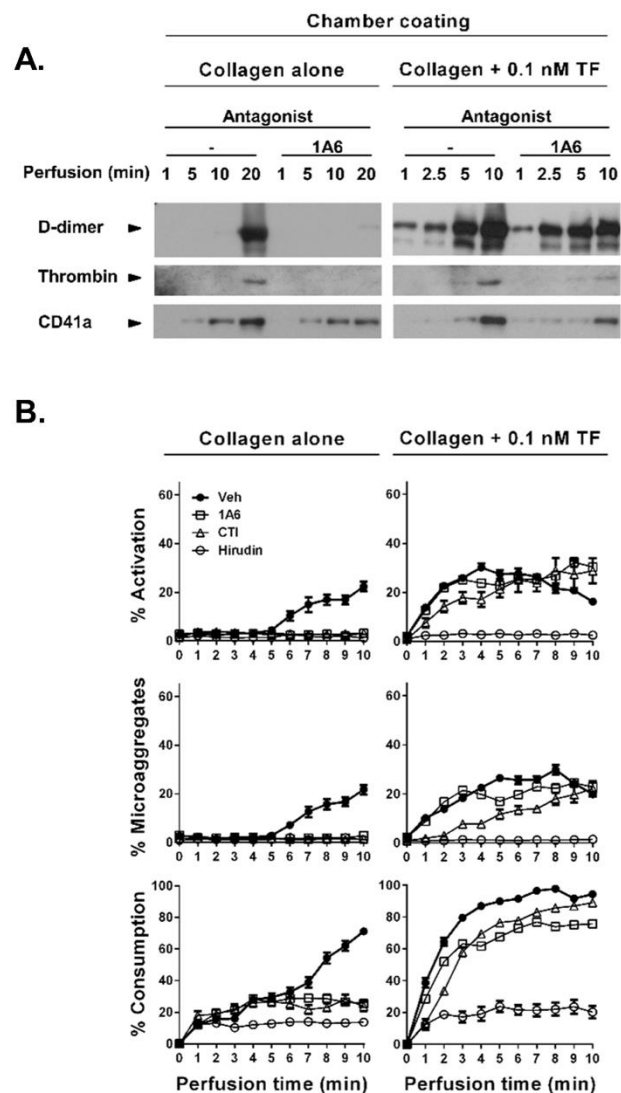 Chamber coating
A.
Collagen alone Collagen + 0.1 nM TF
Antagonist Antagonist
- 1A6 - 1A6
Perfusion (min) 1 5 10 20 1 5 10 20 1 2.5 5 10 1 2.5 5 10
D-dimer
Thrombin
CD41a
B.
Collagen alone Collagen + 0.1 nM TF
% Activation
60
40
20
0
Veh
1A6
CTI
Hirudin
0 1 2 3 4 5 6 7 8 9 10
60
40
20
0
0 1 2 3 4 5 6 7 8 9 10
% Microaggregates
60
40
20
0
0 1 2 3 4 5 6 7 8 9 10
60
40
20
0
0 1 2 3 4 5 6 7 8 9 10
% Consumption
100
80
60
40
20
0
0 1 2 3 4 5 6 7 8 9 10
100
80
60
40
20
0
0 1 2 3 4 5 6 7 8 9 10
Perfusion time (min) Perfusion time (min)